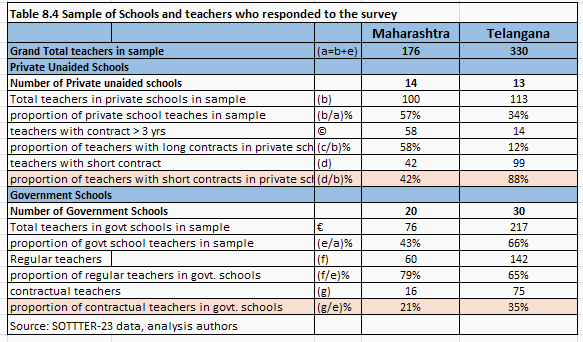 Table 8.4 Sample of Schools and teachers who responded to the survey
Maharashtra Telangana
Grand Total teachers in sample (a=b+e) 176 330
Private Unaided Schools
Number of Private unaided schools 14 13
Total teachers in private schools in sample (b) 100 113
proportion of private school teaches in sample (b/a)% 57% 34%
teachers with contract > 3 yrs © 58 14
proportion of teachers with long contracts in private sch (c/b)% 58% 12%
teachers with short contract (d) 42 99
proportion of teachers with short contracts in private sch (d/b)% 42% 88%
Government Schools
Number of Government Schools 20 30
Total teachers in govt schools in sample € 76 217
proportion of govt school teachers in sample (e/a)% 43% 66%
Regular teachers (f) 60 142
proportion of regular teachers in govt. schools (f/e)% 79% 65%
contractual teachers (g) 16 75
proportion of contractual teachers in govt. schools (g/e)% 21% 35%
Source: SOTTTER-23 data, analysis authors